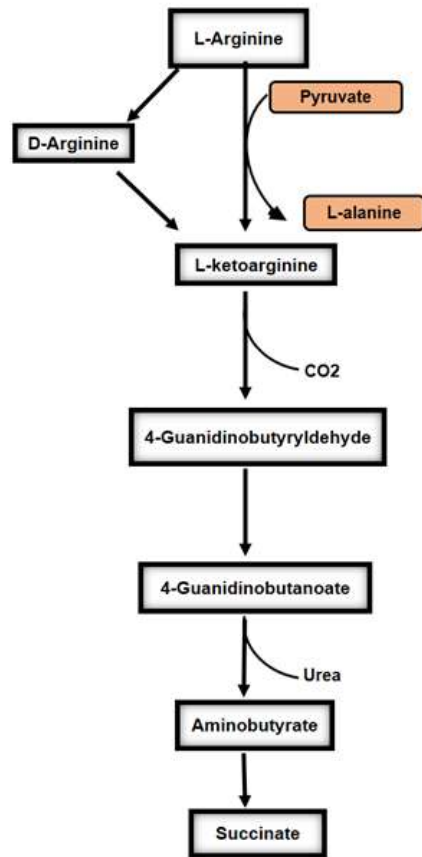 L-Arginine
Pyruvate
D-Arginine
L-alanine
L-ketoarginine
CO2
4-Guanidinobutyryldehyde
4-Guanidinobutanoate
Urea
Aminobutyrate
Succinate